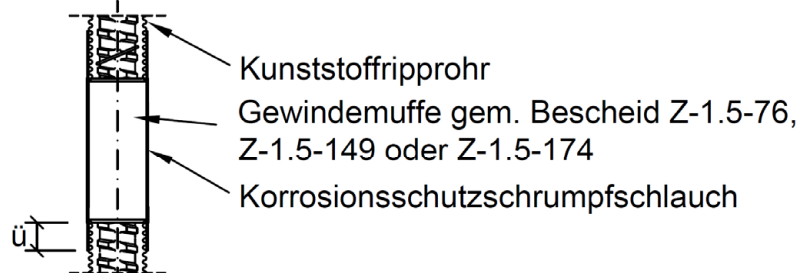 Kunststoffripprohr
Gewindemuffe gem. Bescheid Z-1.5-76,
Z-1.5-149 oder Z-1.5-174
Korrosionsschutzschrumpfschlauch
ü